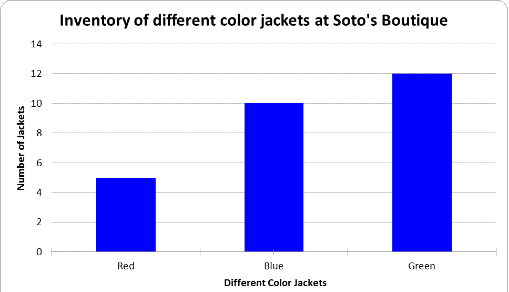 Inventory of different color jackets at Soto's Boutique
Number of Jackets
14
12
10
8
6
4
2
0
Red Blue Green
Different Color Jackets